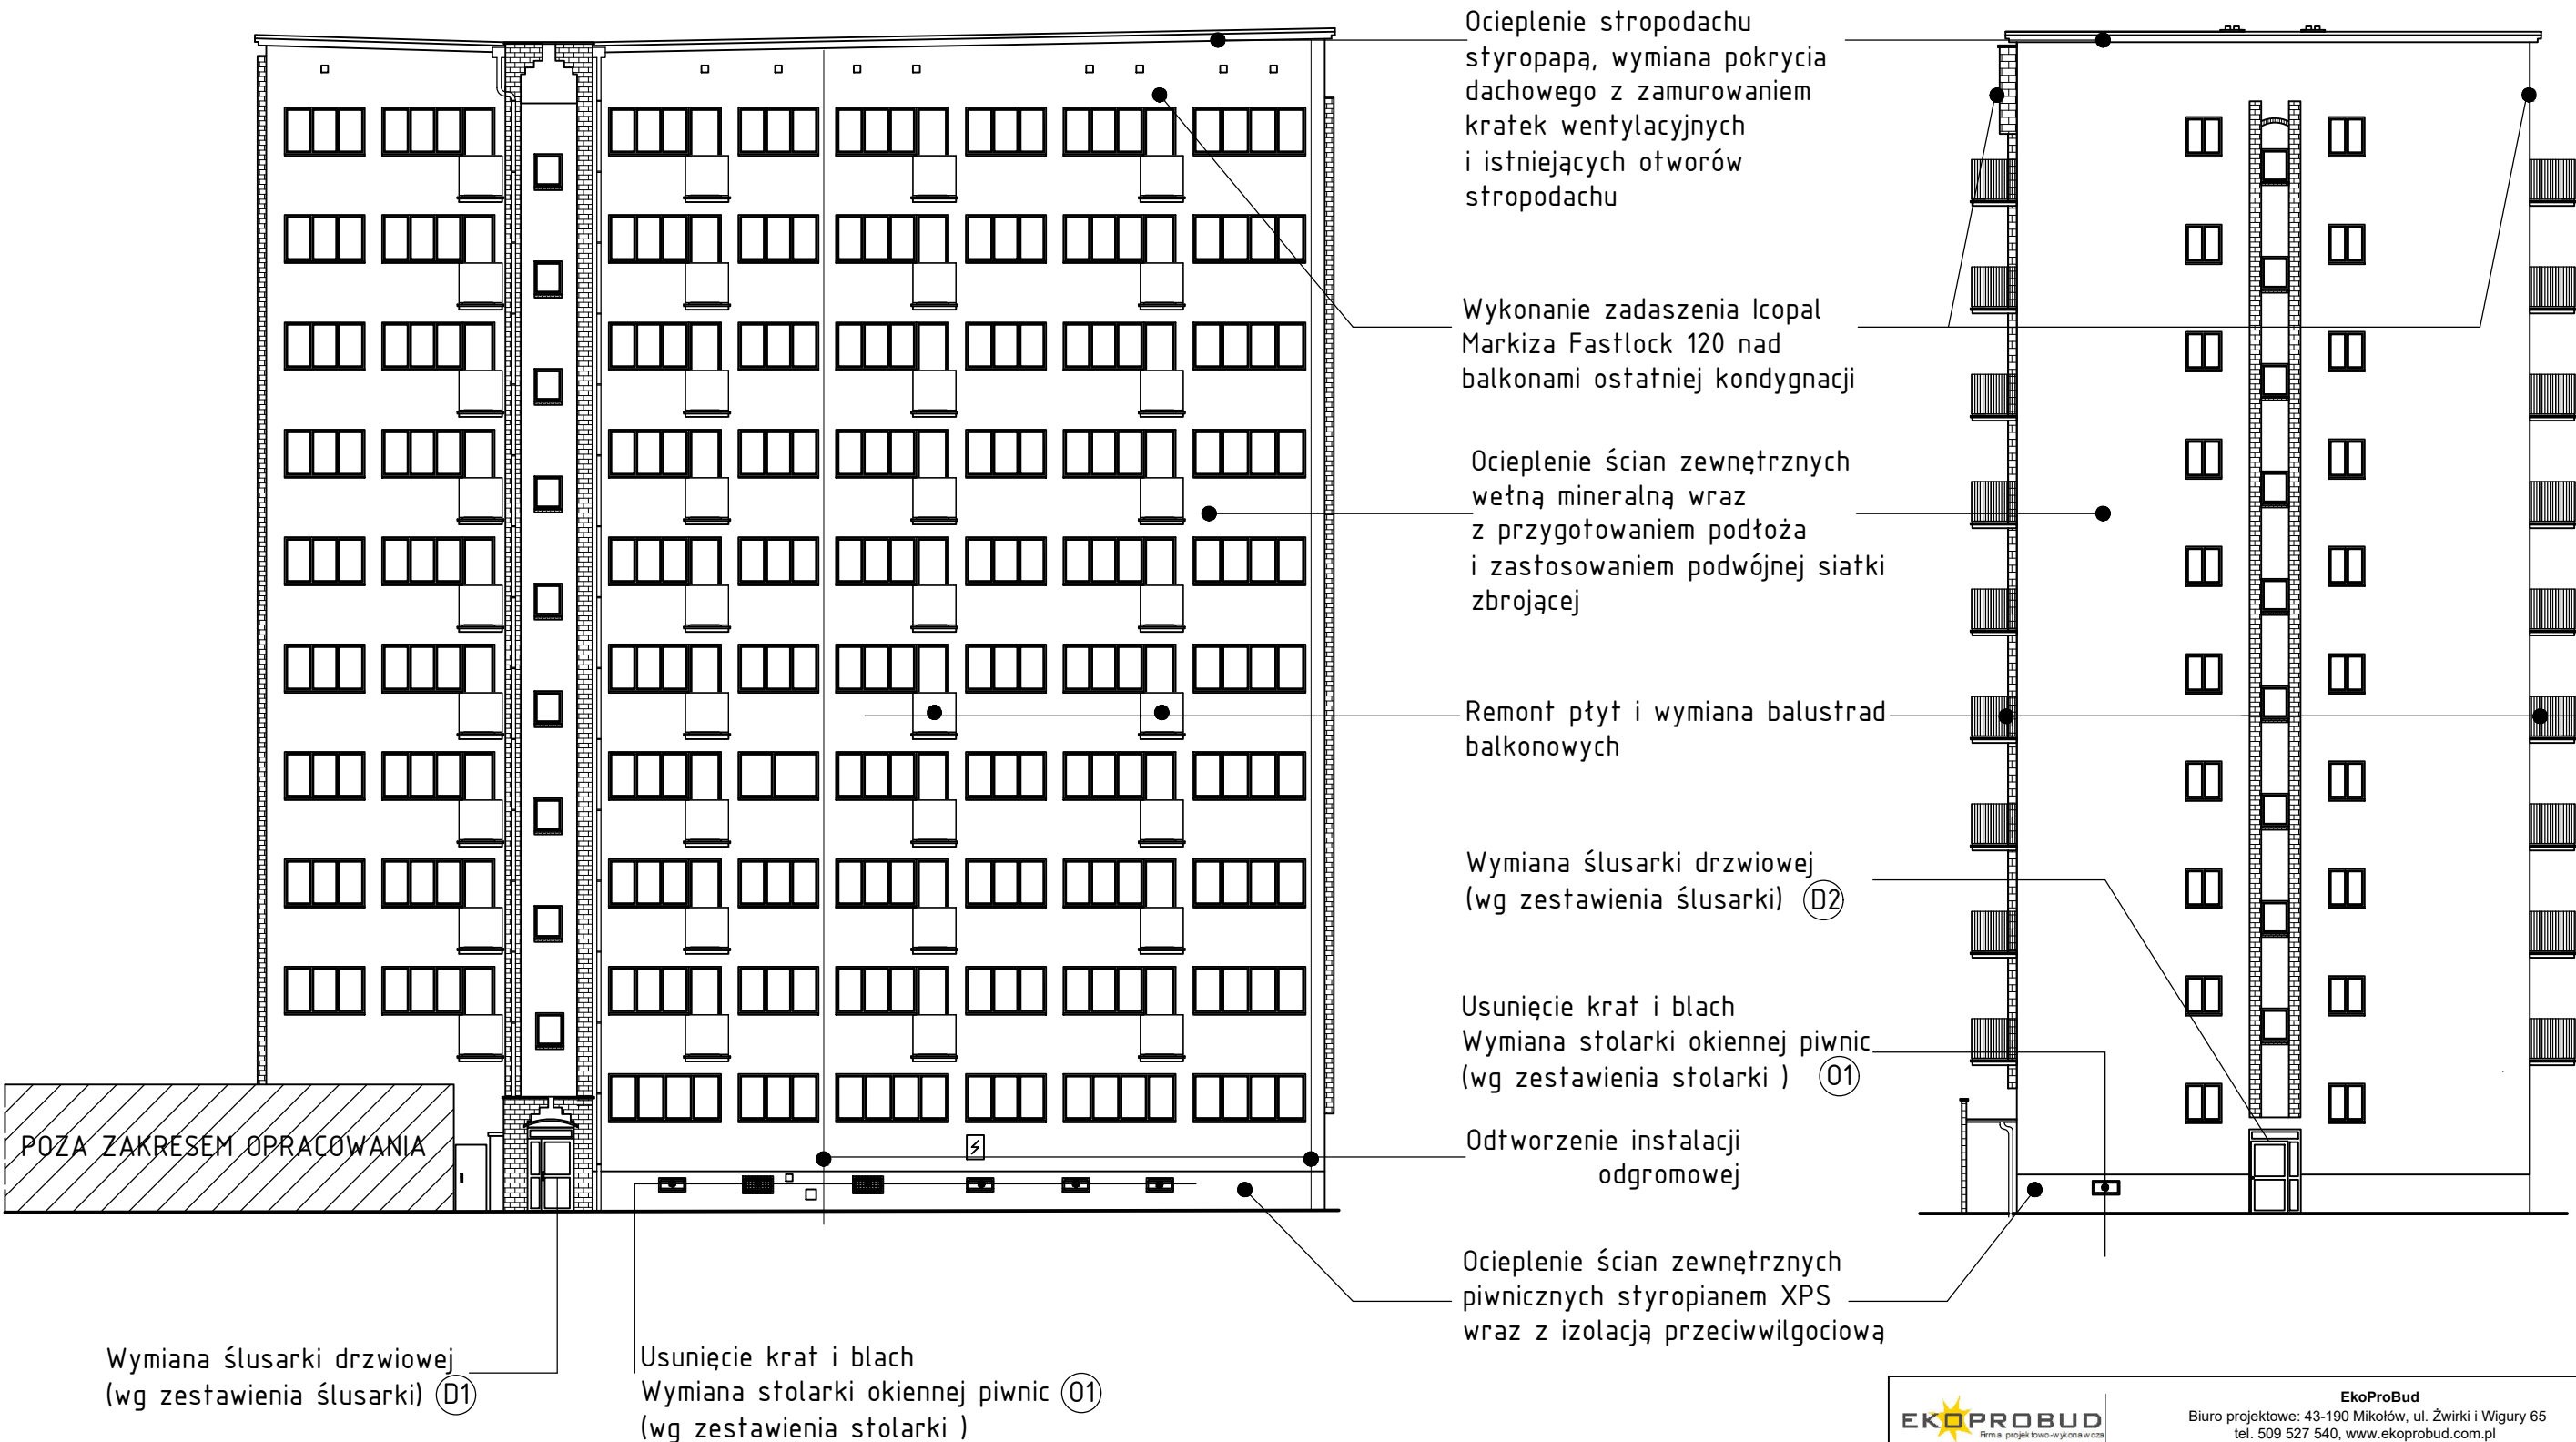 Ocieplenie stropodachu
styropapą, wymiana pokrycia
dachowego z zamurowaniem
kratek wentylacyjnych
i istniejących otworów
stropodachu
Wykonanie zadaszenia Icopal
Markiza Fastlock 120 nad
balkonami ostatniej kondygnacji
Ocieplenie ścian zewnętrznych
wełną mineralną wraz
z przygotowaniem podłoża
i zastosowaniem podwójnej siatki
zbrojącej
Remont płyt i wymiana balustrad
balkonowych
Wymiana ślusarki drzwiowej
(wg zestawienia ślusarki) D2
Usunięcie krat i blach
Wymiana stolarki okiennej piwnic
(wg zestawienia stolarki ) O1
Odtworzenie instalacji
odgromowej
Ocieplenie ścian zewnętrznych
piwnicznych styropianem XPS
wraz z izolacją przeciwwilgociową
POZA ZAKRESEM OPRACOWANIA
Wymiana ślusarki drzwiowej
(wg zestawienia ślusarki) D1
Usunięcie krat i blach
Wymiana stolarki okiennej piwnic O1
(wg zestawienia stolarki )
EKOPROBUD
Firma projektowo-wykonawcza
EkoProBud
Biuro projektowe: 43-190 Mikołów, ul. Żwirki i Wigury 65
tel. 509 527 540, www.ekoprobud.com.pl